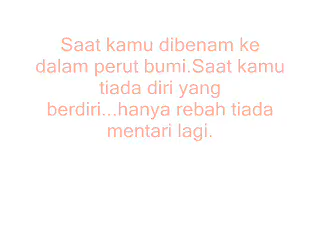 Saat kamu dibenam ke
dalam perut bumi.Saat kamu
tiada diri yang
berdiri...hanya rebah tiada
mentari lagi.